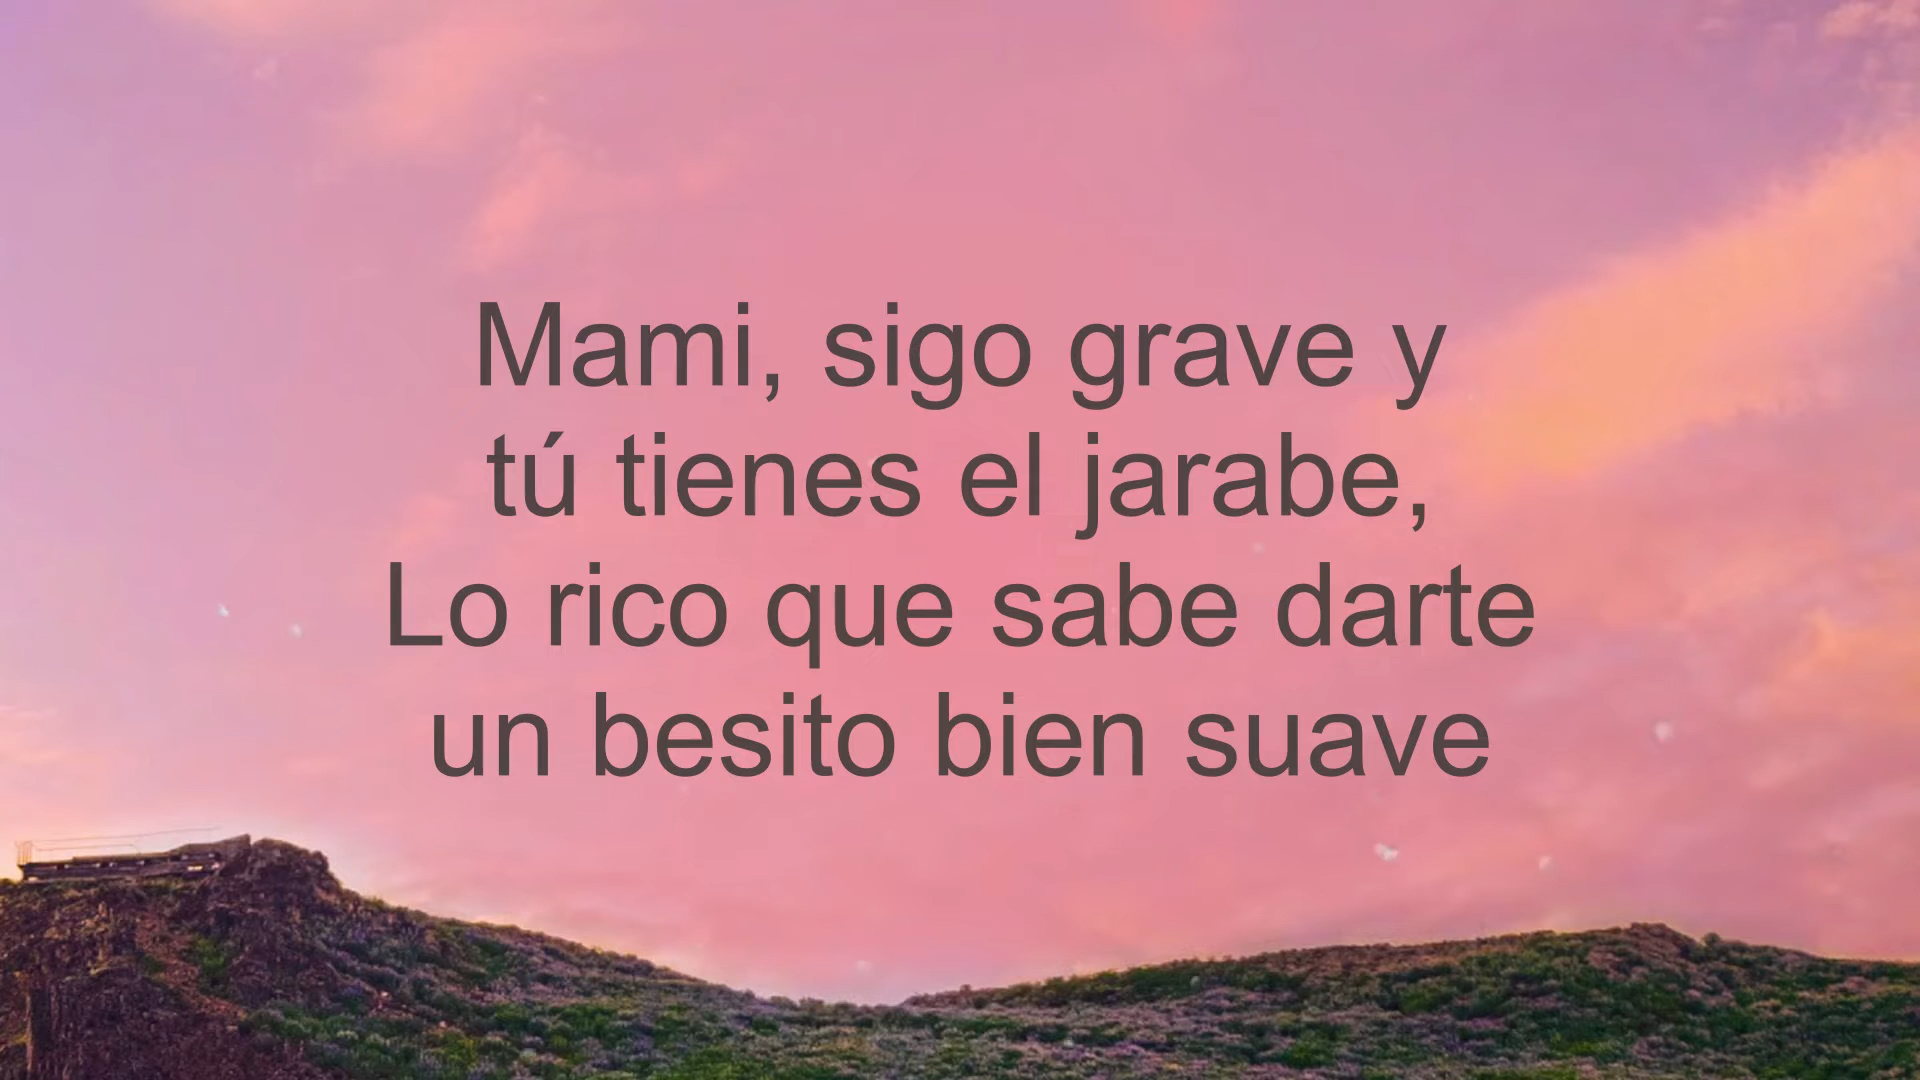 Mami, sigo grave y
tú tienes el jarabe,
Lo rico que sabe darte
un besito bien suave